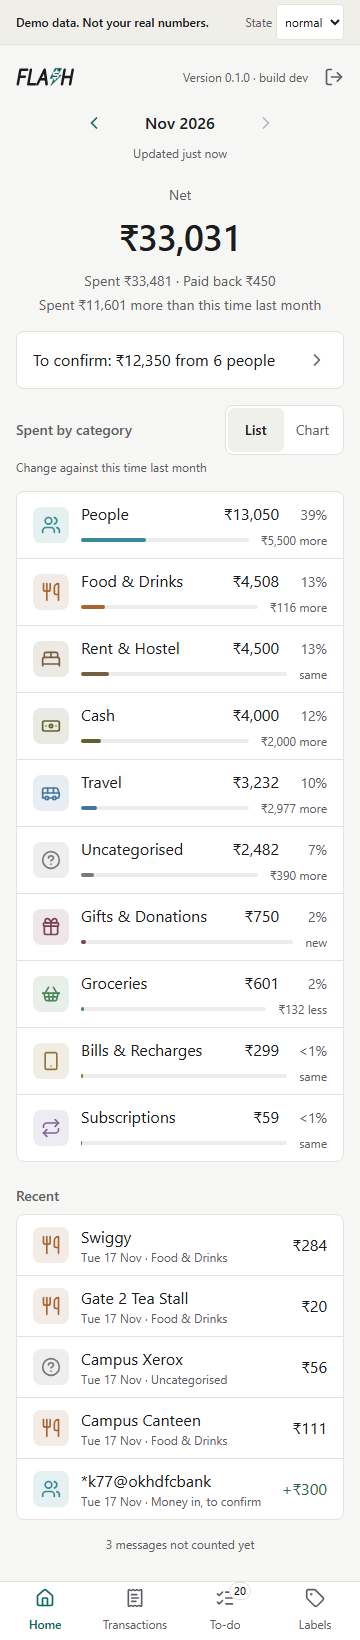 Demo data. Not your real numbers.
State normal
FLASH
Version 0.1.0 · build dev
Nov 2026
Updated just now
Net
₹33,031
Spent ₹33,481 · Paid back ₹450
Spent ₹11,601 more than this time last month
To confirm: ₹12,350 from 6 people
Spent by category
List Chart
Change against this time last month
People ₹13,050 39%
₹5,500 more
Food & Drinks ₹4,508 13%
₹116 more
Rent & Hostel ₹4,500 13%
same
Cash ₹4,000 12%
₹2,000 more
Travel ₹3,232 10%
₹2,977 more
Uncategorised ₹2,482 7%
₹390 more
Gifts & Donations ₹750 2%
new
Groceries ₹601 2%
₹132 less
Bills & Recharges ₹299 <1%
same
Subscriptions ₹59 <1%
same
Recent
Swiggy ₹284
Tue 17 Nov · Food & Drinks
Gate 2 Tea Stall ₹20
Tue 17 Nov · Food & Drinks
Campus Xerox ₹56
Tue 17 Nov · Uncategorised
Campus Canteen ₹111
Tue 17 Nov · Food & Drinks
*k77@okhdfcbank +₹300
Tue 17 Nov · Money in, to confirm
3 messages not counted yet
20
Home Transactions To-do Labels